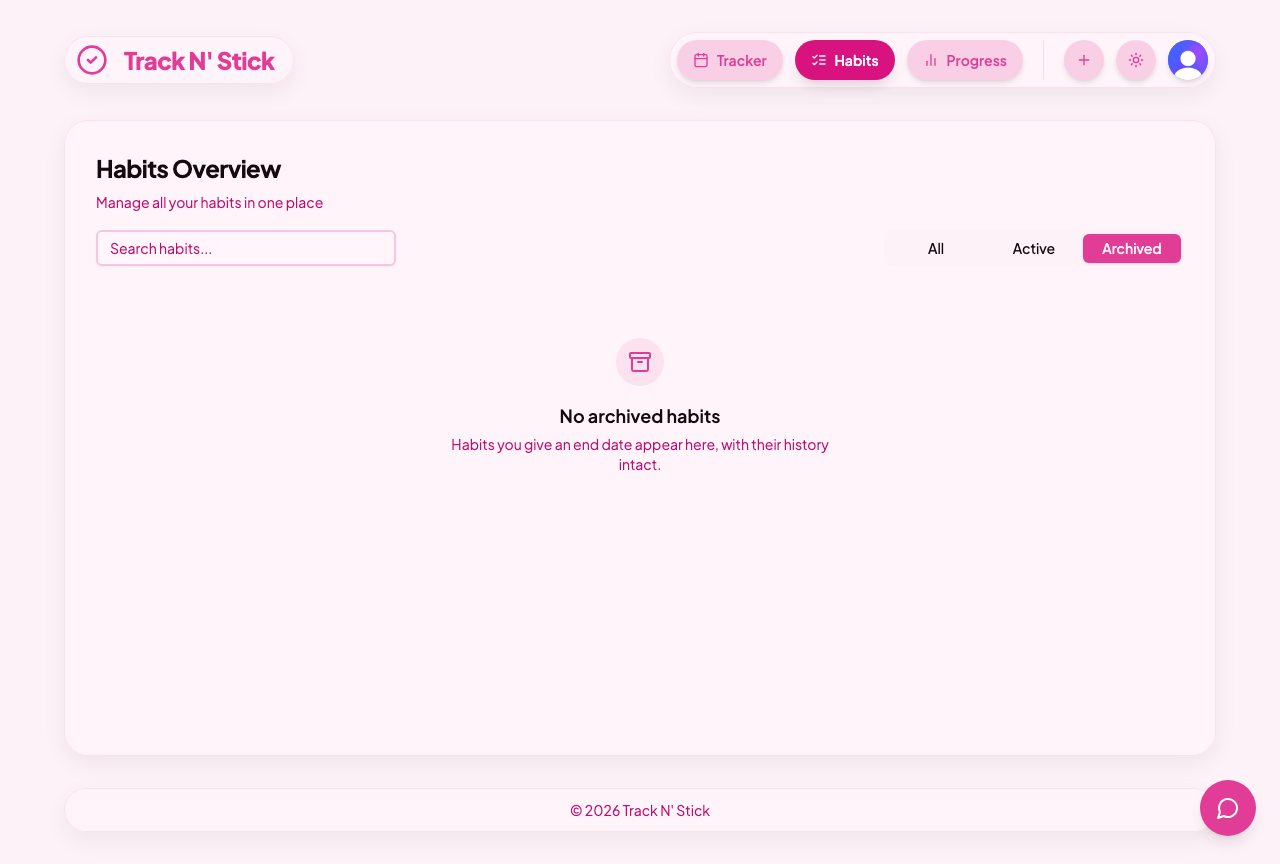 Track N' Stick
Tracker
Habits
Progress
Habits Overview
Manage all your habits in one place
Search habits...
All
Active
Archived
No archived habits
Habits you give an end date appear here, with their history
intact.
© 2026 Track N' Stick